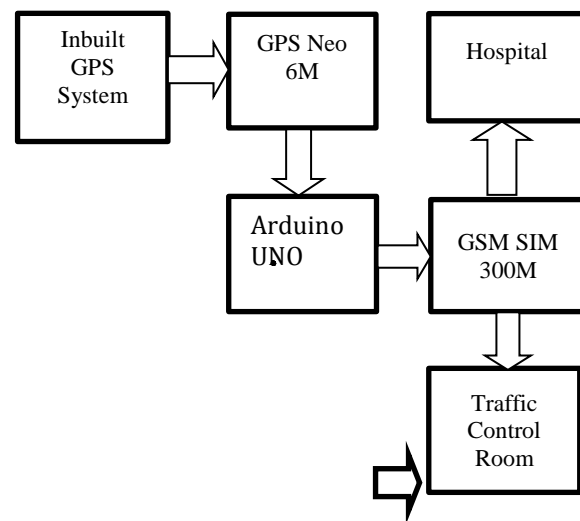 Inbuilt
GPS
System
GPS Neo
6M
Hospital
Arduino
UNO
GSM SIM
300M
Traffic
Control
Room